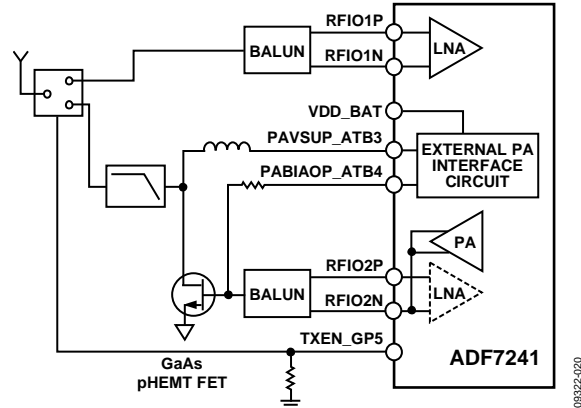 RFIO1P
BALUN
LNA
RFIO1N
VDD_BAT
PAVSUP_ATB3
EXTERNAL PA
INTERFACE
CIRCUIT
PABIAOP_ATB4
PA
RFIO2P
BALUN
LNA
RFIO2N
TXEN_GP5
ADF7241
GaAs
pHEMT FET
09322-020